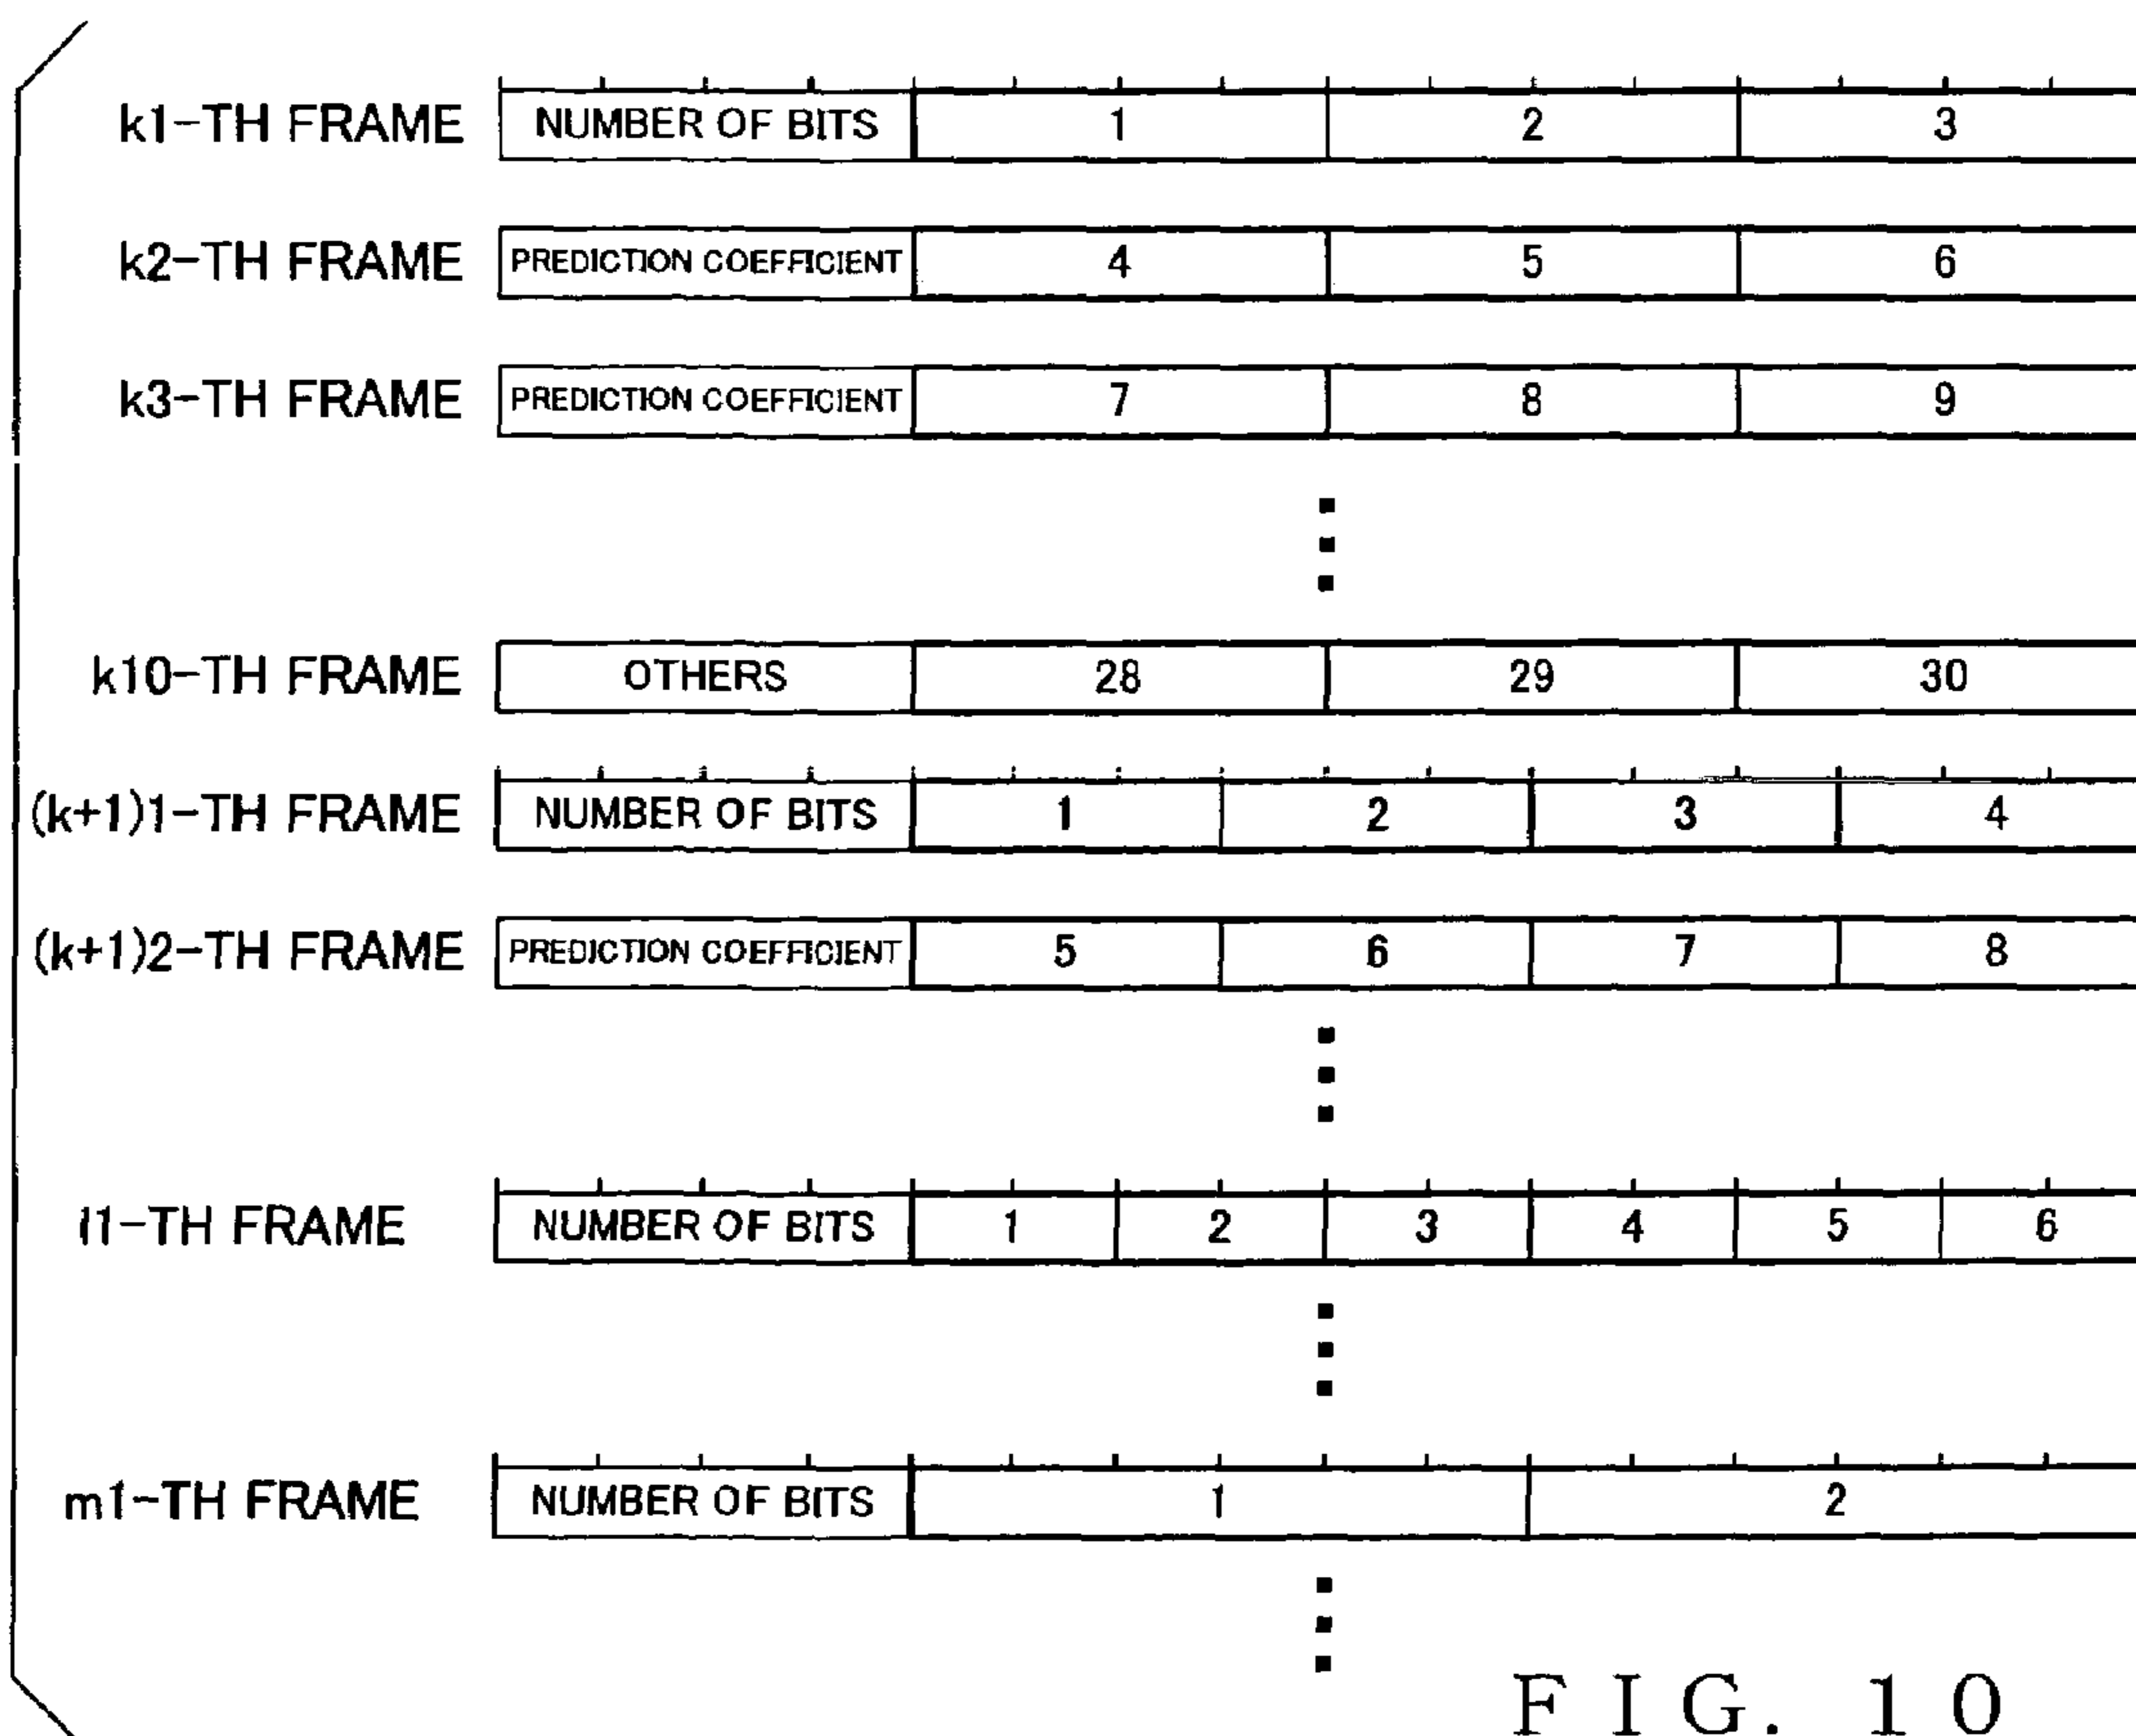 k1-TH FRAME NUMBER OF BITS 1 2 3
k2-TH FRAME PREDICTION COEFFICIENT 4 5 6
k3-TH FRAME PREDICTION COEFFICIENT 7 8 9
k10-TH FRAME OTHERS 28 29 30
(k+1)1-TH FRAME NUMBER OF BITS 1 2 3 4
(k+1)2-TH FRAME PREDICTION COEFFICIENT 5 6 7 8
l1-TH FRAME NUMBER OF BITS 1 2 3 4 5 6
m1-TH FRAME NUMBER OF BITS 1 2
FIG. 10